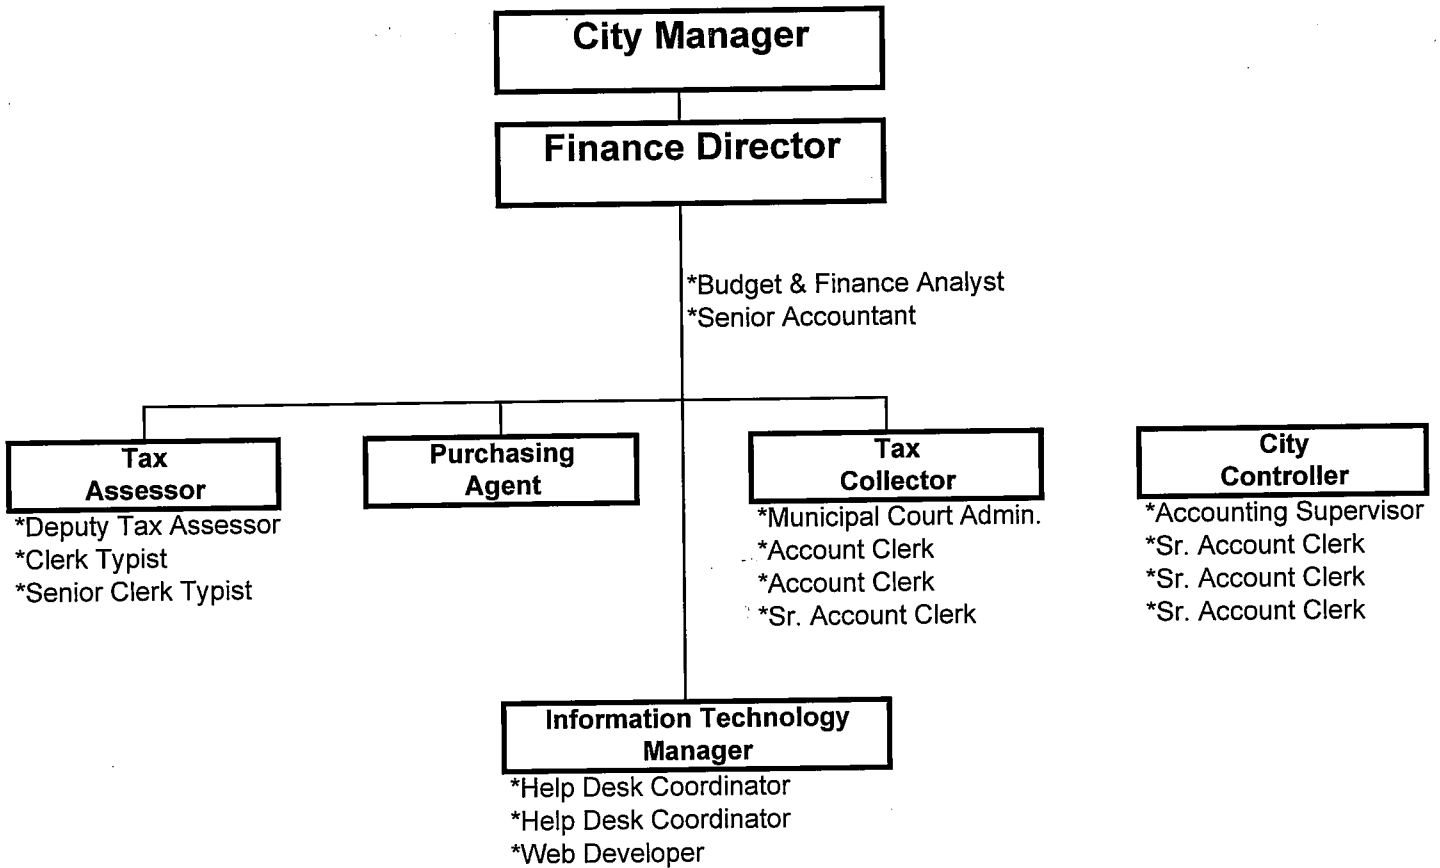 City Manager
Finance Director
*Budget & Finance Analyst
*Senior Accountant
Tax
Assessor
*Deputy Tax Assessor
*Clerk Typist
*Senior Clerk Typist
Purchasing
Agent
Tax
Collector
*Municipal Court Admin.
*Account Clerk
*Account Clerk
*Sr. Account Clerk
City
Controller
*Accounting Supervisor
*Sr. Account Clerk
*Sr. Account Clerk
*Sr. Account Clerk
Information Technology
Manager
*Help Desk Coordinator
*Help Desk Coordinator
*Web Developer